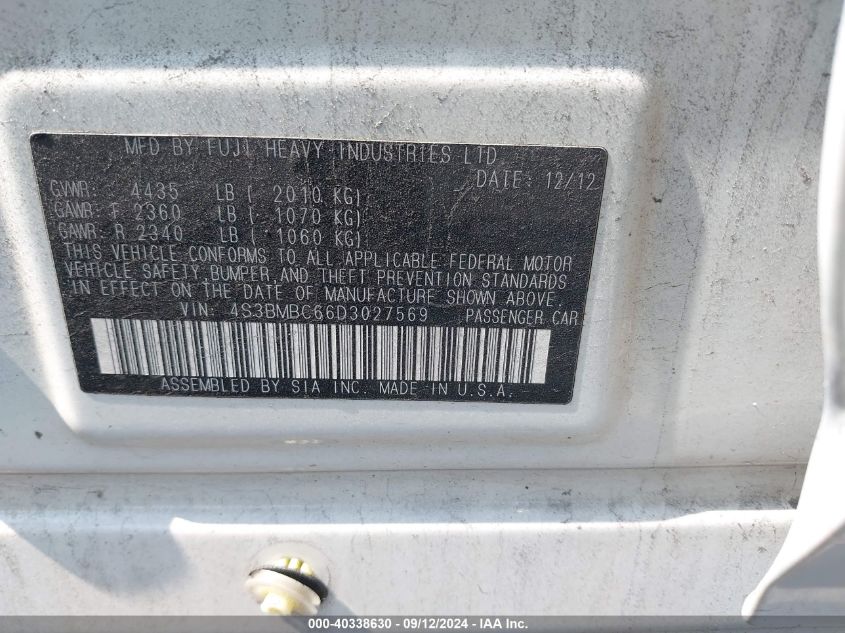 MFD BY FUJI HEAVY INDUSTRIES LTD
DATE: 12/12
GVWR: 4435 LB ( 2010 KG)
GAWR: F 2360 LB ( 1070 KG)
GAWR: R 2340 LB ( 1060 KG)
THIS VEHICLE CONFORMS TO ALL APPLICABLE FEDERAL MOTOR
VEHICLE SAFETY, BUMPER, AND THEFT PREVENTION STANDARDS
IN EFFECT ON THE DATE OF MANUFACTURE SHOWN ABOVE.
VIN: 4S3BMBC66D3027569 PASSENGER CAR
ASSEMBLED BY SIA INC. MADE IN U.S.A.
000-40338630 - 09/12/2024 - IAA Inc.